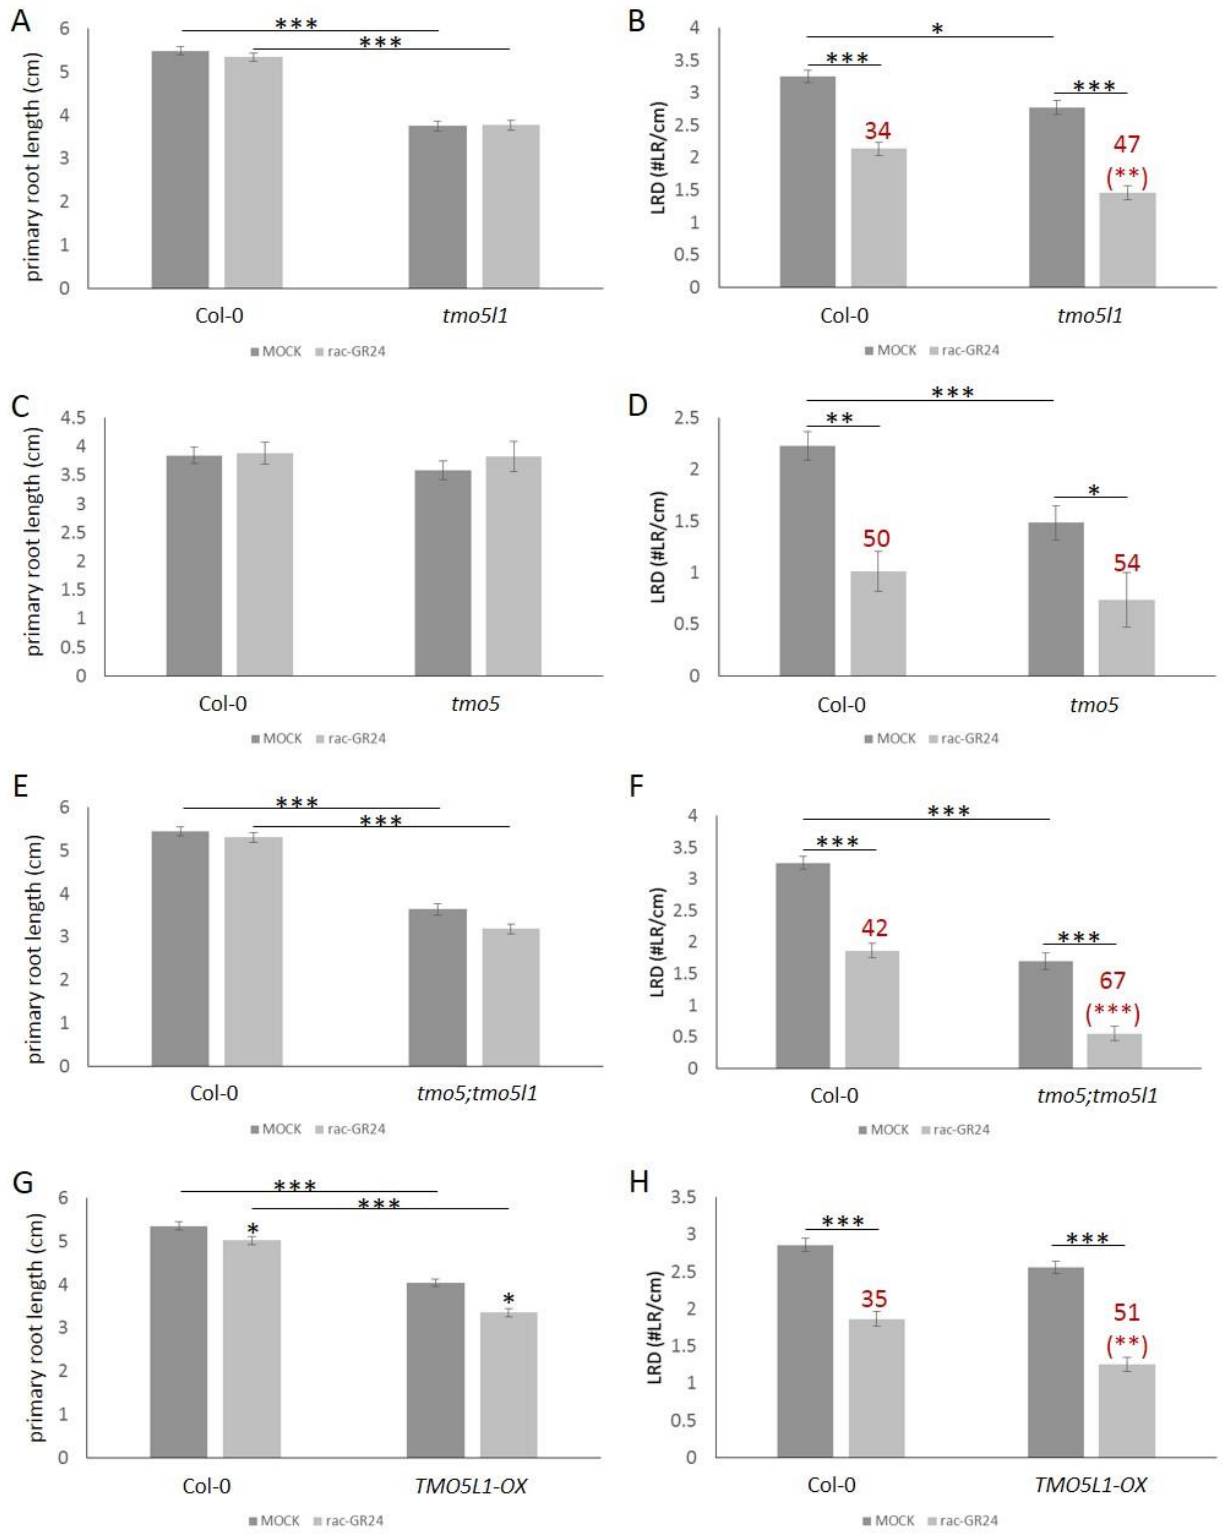 A
primary root length (cm)
6
5
4
3
2
1
0
***
***
Col-0
tmo5l1
MOCK
rac-GR24
B
LRD (#LR/cm)
4
3.5
3
2.5
2
1.5
1
0.5
0
*
***
***
34
47
(**)
Col-0
tmo5l1
MOCK
rac-GR24
C
primary root length (cm)
4.5
4
3.5
3
2.5
2
1.5
1
0.5
0
Col-0
tmo5
MOCK
rac-GR24
D
LRD (#LR/cm)
2.5
2
1.5
1
0.5
0
***
**
*
50
54
Col-0
tmo5
MOCK
rac-GR24
E
primary root length (cm)
6
5
4
3
2
1
0
***
***
Col-0
tmo5;tmo5l1
MOCK
rac-GR24
F
LRD (#LR/cm)
4
3.5
3
2.5
2
1.5
1
0.5
0
***
***
***
42
67
(***)
Col-0
tmo5;tmo5l1
MOCK
rac-GR24
G
primary root length (cm)
6
5
4
3
2
1
0
***
***
*
*
Col-0
TMO5L1-OX
MOCK
rac-GR24
H
LRD (#LR/cm)
3.5
3
2.5
2
1.5
1
0.5
0
***
***
35
51
(**)
Col-0
TMO5L1-OX
MOCK
rac-GR24